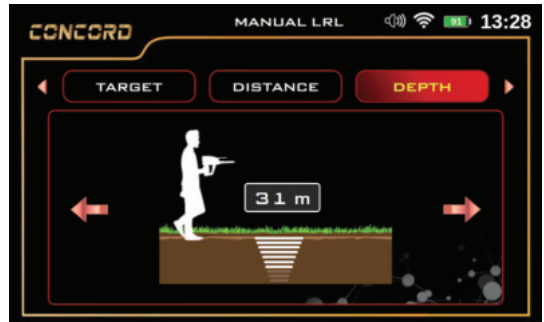 CONCORD
MANUAL LRL
91
13:28
TARGET
DISTANCE
DEPTH
31 m